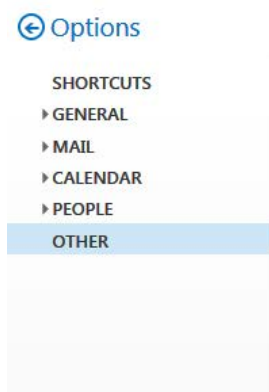 Options
SHORTCUTS
GENERAL
MAIL
CALENDAR
PEOPLE
OTHER